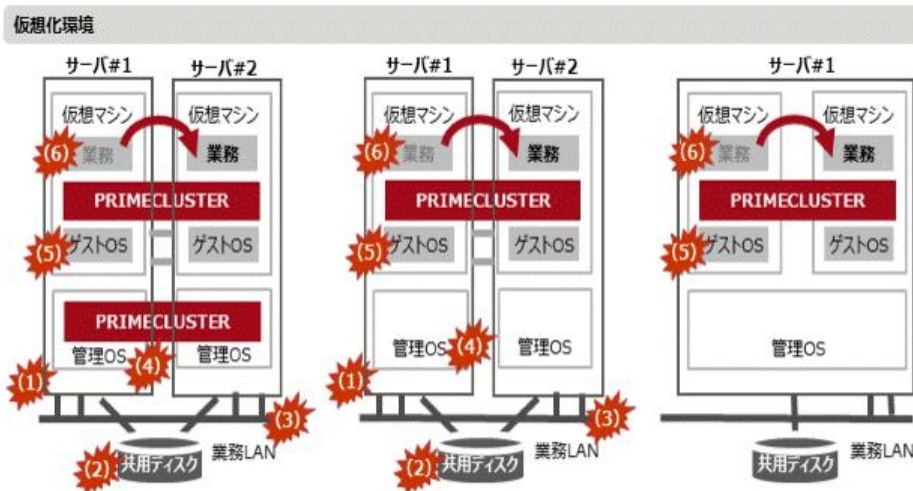 仮想化環境
サーバ#1
サーバ#2
仮想マシン
仮想マシン
(6)
業務
業務
PRIMECLUSTER
(5)
ゲストOS
ゲストOS
PRIMECLUSTER
管理OS
(4)
管理OS
(1)
(3)
(2)
共用ディスク
業務LAN
サーバ#1
サーバ#2
仮想マシン
仮想マシン
(6)
業務
業務
PRIMECLUSTER
(5)
ゲストOS
ゲストOS
管理OS
(4)
管理OS
(1)
(3)
(2)
共用ディスク
業務LAN
サーバ#1
仮想マシン
仮想マシン
(6)
業務
業務
PRIMECLUSTER
(5)
ゲストOS
ゲストOS
管理OS
共用ディスク
業務LAN